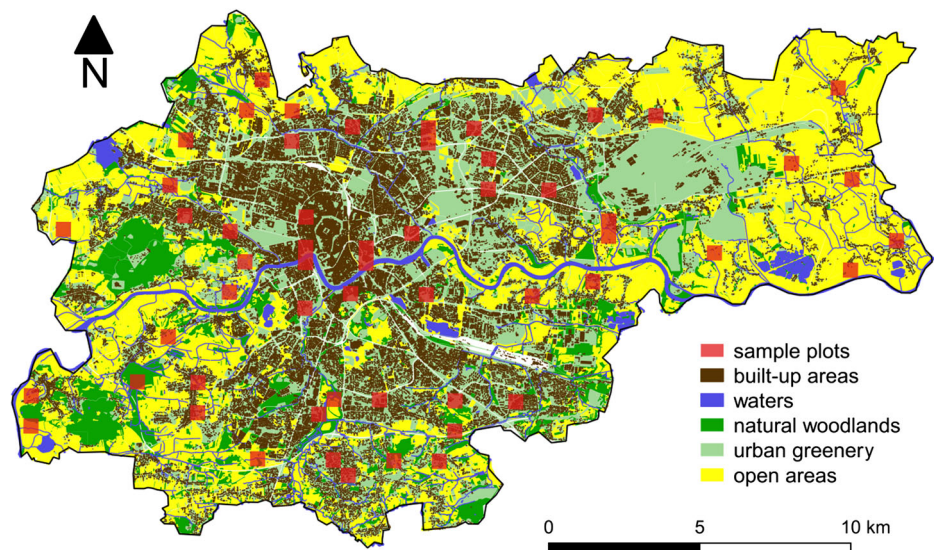 N
sample plots
built-up areas
waters
natural woodlands
urban greenery
open areas
0 5 10 km